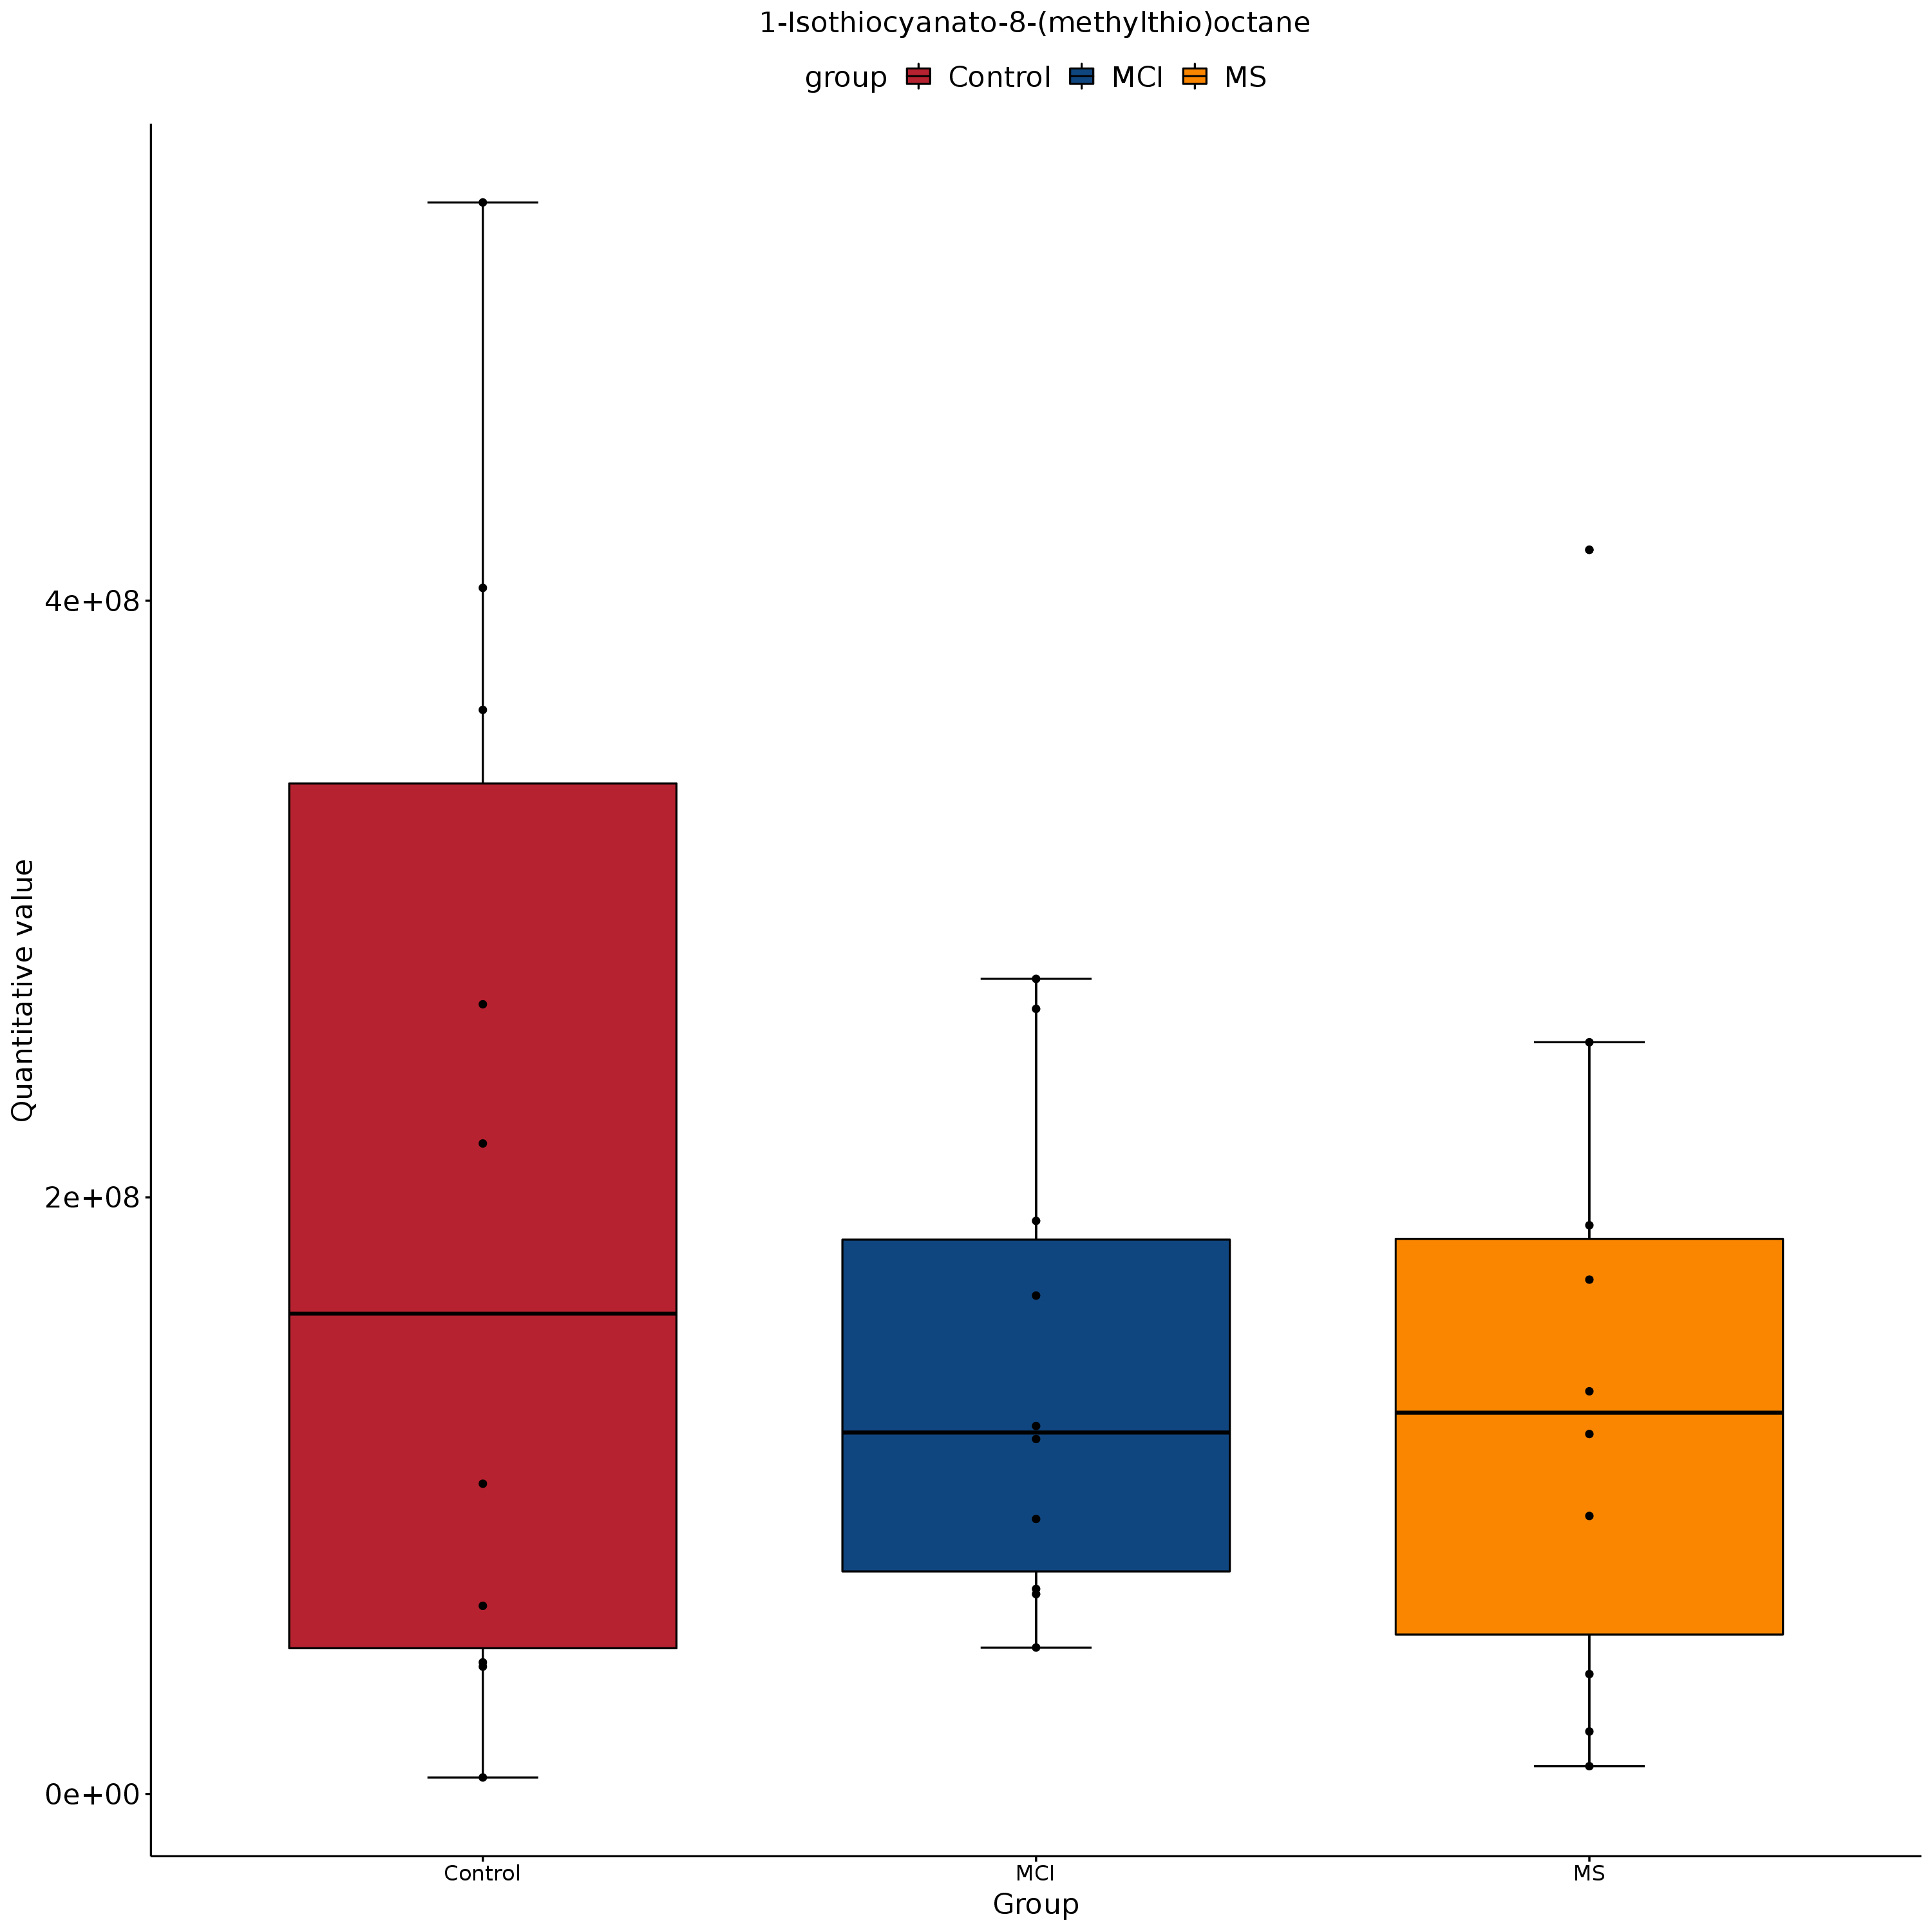 1-Isothiocyanato-8-(methylthio)octane
group Control MCI MS
Quantitative value
4e+08
2e+08
0e+00
Control MCI MS
Group